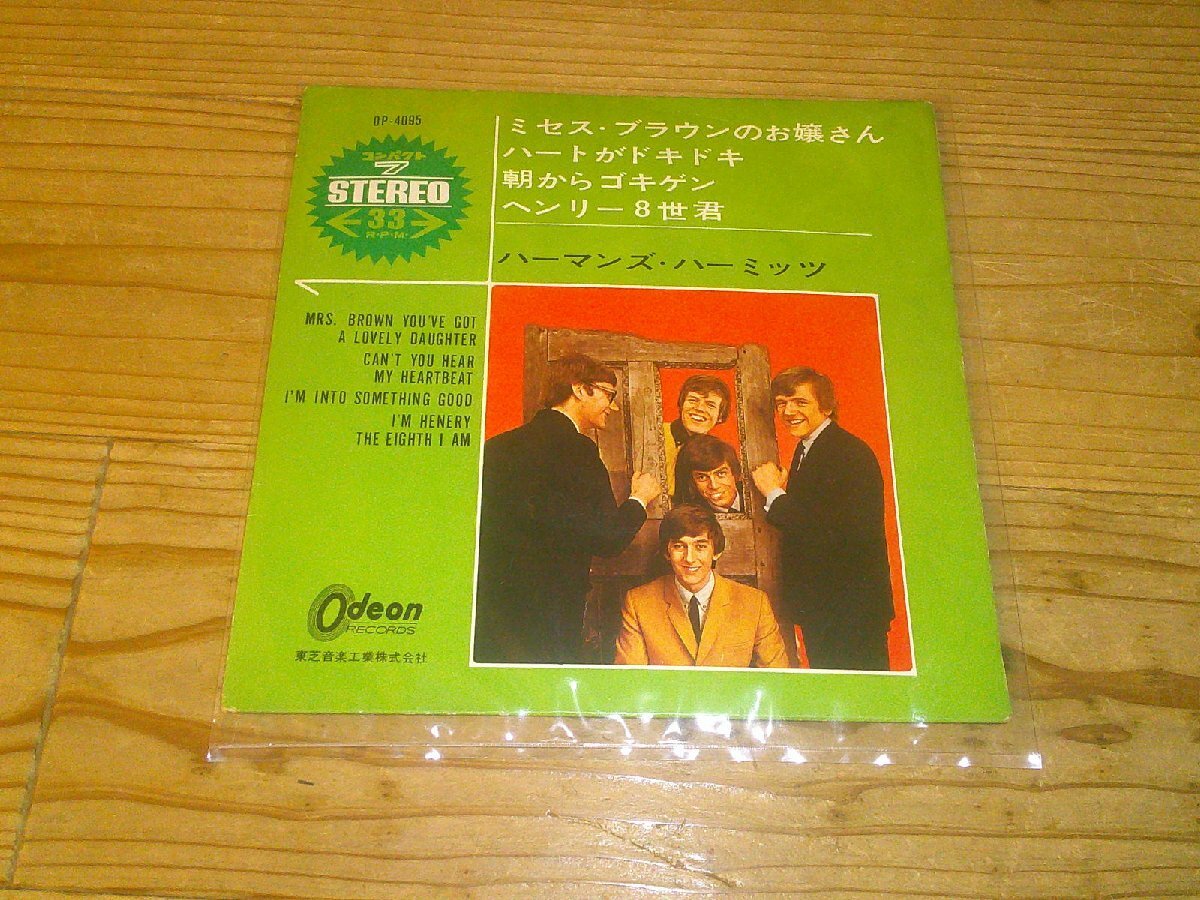 OP-4095
コンパクト
7
STEREO
33
R・P・M・
ミセス・ブラウンのお嬢さん
ハートがドキドキ
朝からゴキゲン
ヘンリー8世君
ハーマンズ・ハーミッツ
MRS. BROWN YOU'VE GOT
A LOVELY DAUGHTER
CAN'T YOU HEAR
MY HEARTBEAT
I'M INTO SOMETHING GOOD
I'M HENERY
THE EIGHTH I AM
Odeon
RECORDS
東芝音楽工業株式会社